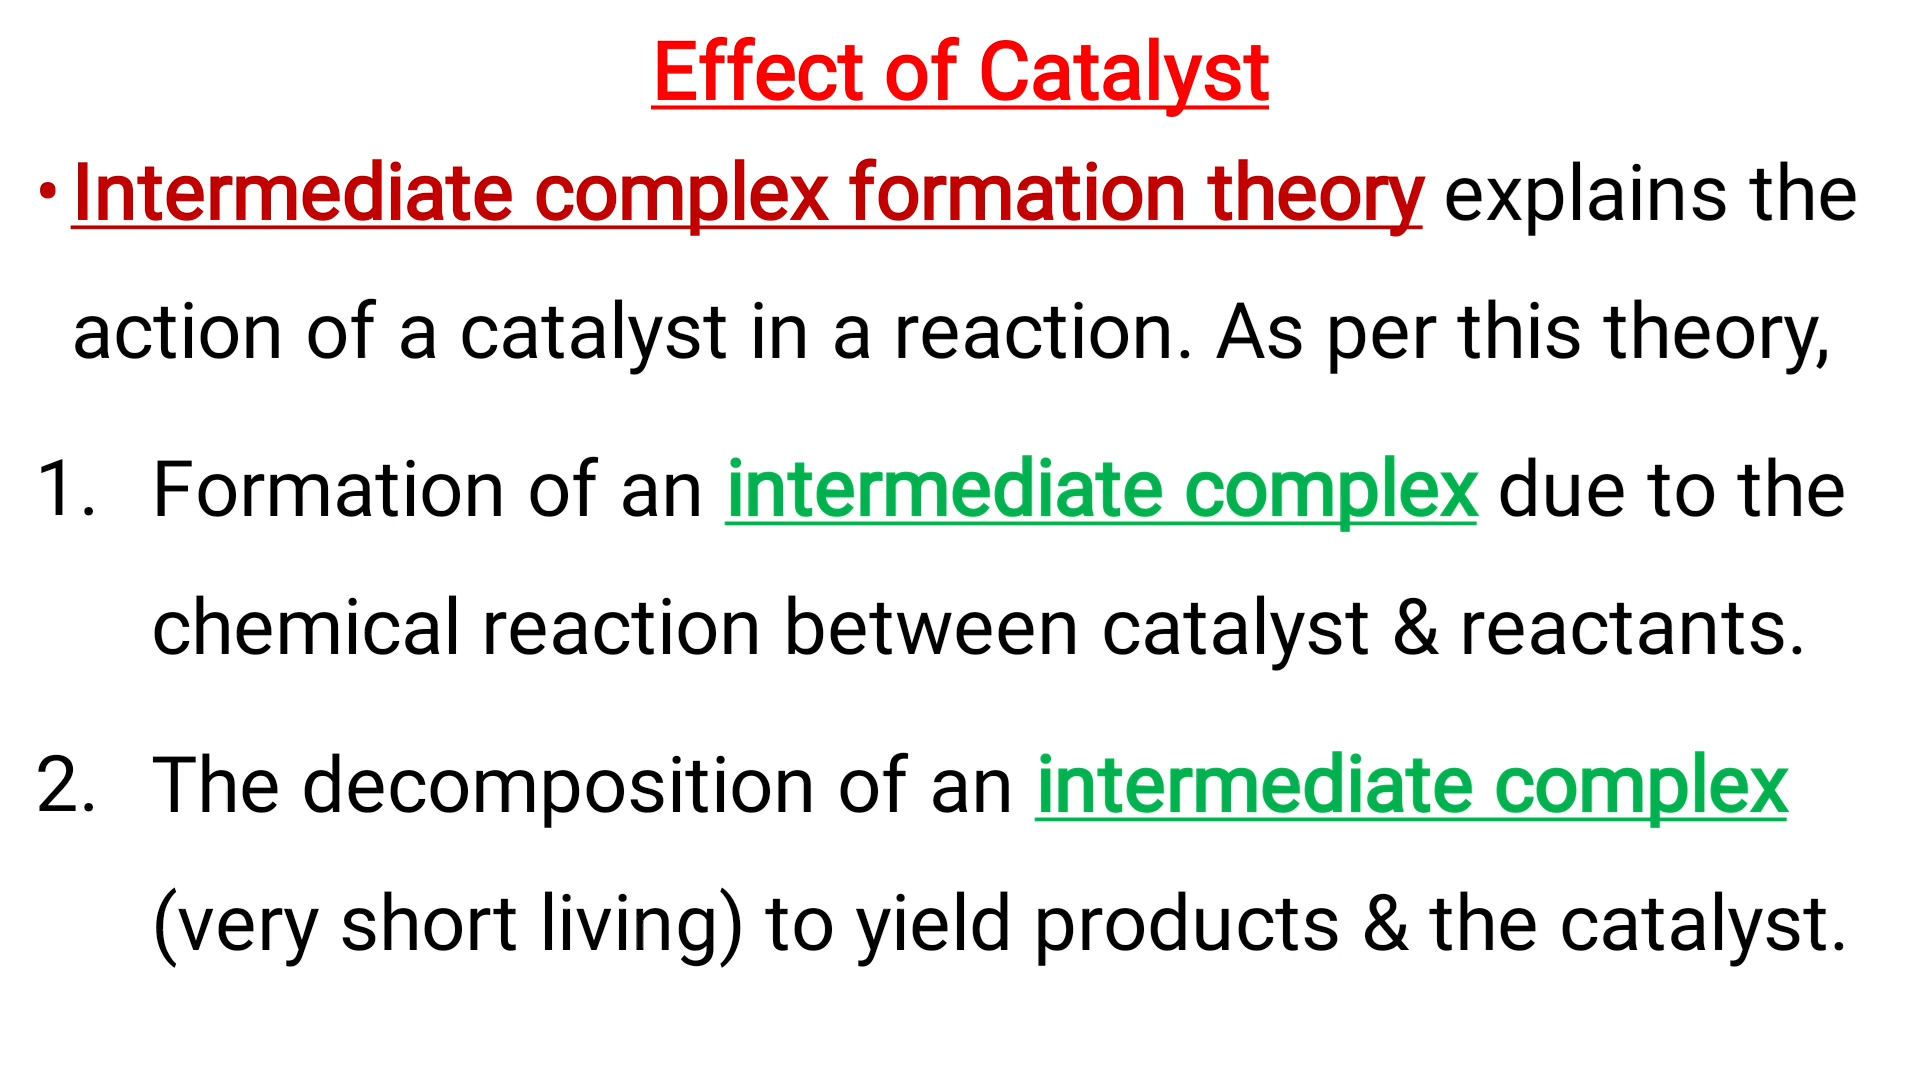 Effect of Catalyst
• Intermediate complex formation theory explains the
action of a catalyst in a reaction. As per this theory,
1. Formation of an intermediate complex due to the
chemical reaction between catalyst & reactants.
2. The decomposition of an intermediate complex
(very short living) to yield products & the catalyst.